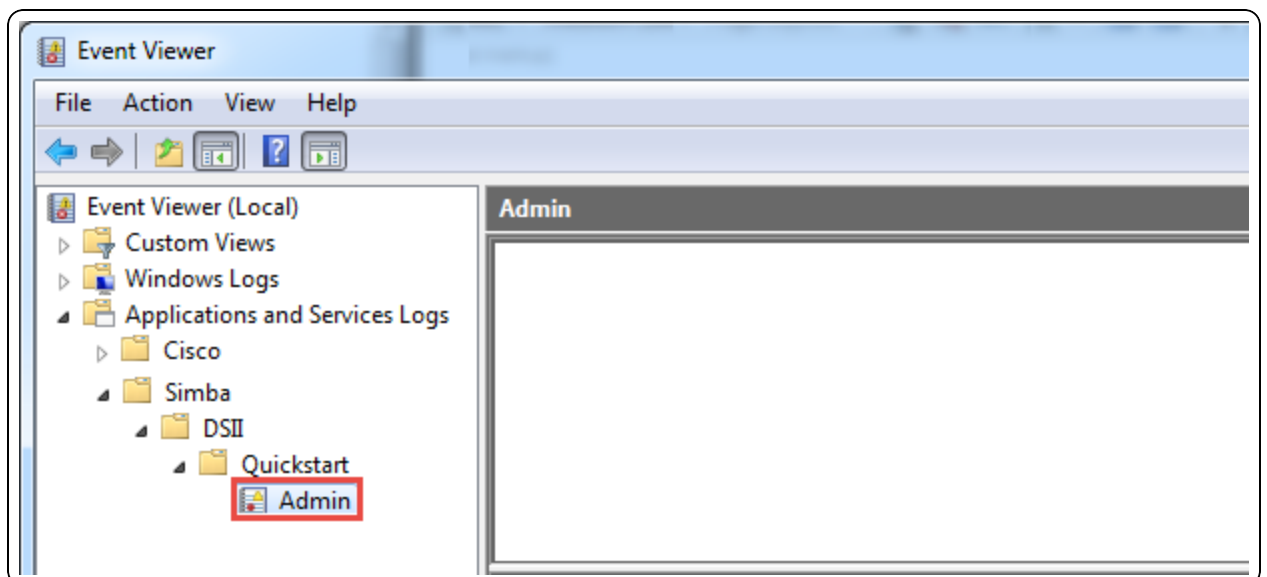 Event Viewer
File Action View Help
Event Viewer (Local)
Admin
Custom Views
Windows Logs
Applications and Services Logs
Cisco
Simba
DSII
Quickstart
Admin